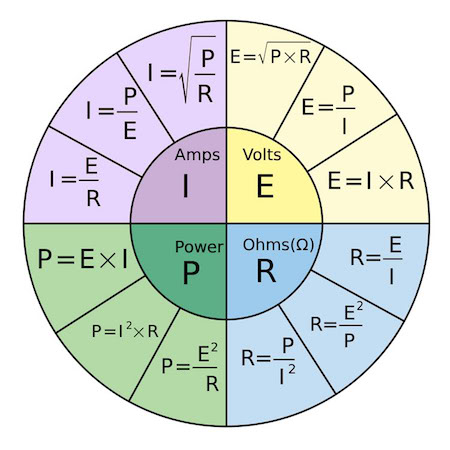 I=√(P/R)
E=√P×R
I=P/E
E=P/I
I=E/R
E=I×R
Amps
I
Volts
E
Power
P
Ohms(Ω)
R
P=E×I
R=E/I
P=I²×R
R=E²/P
P=E²/R
R=P/I²